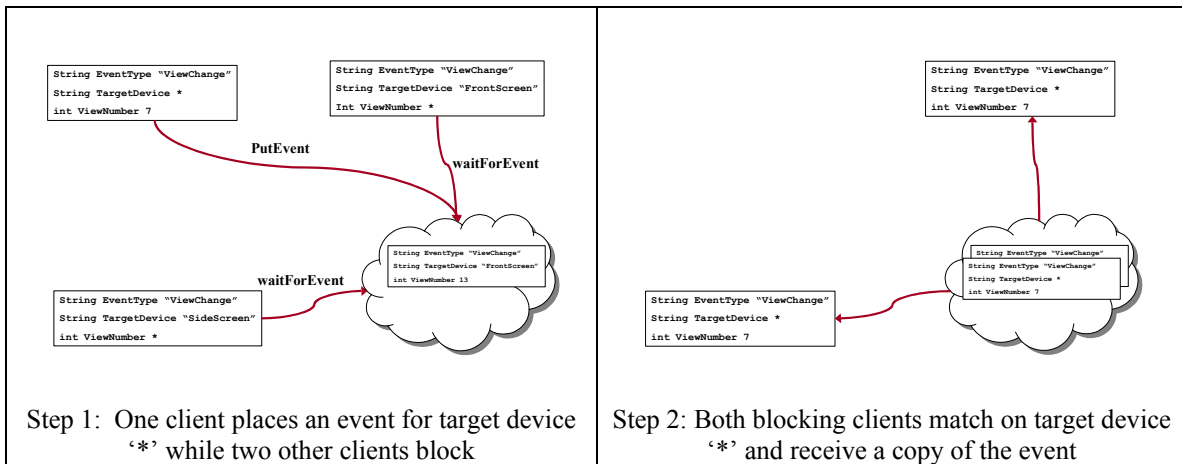 String EventType “ViewChange”
String TargetDevice *
int ViewNumber 7
String EventType “ViewChange”
String TargetDevice “FrontScreen”
Int ViewNumber *
PutEvent
waitForEvent
String EventType “ViewChange”
String TargetDevice “FrontScreen”
int ViewNumber 13
waitForEvent
String EventType “ViewChange”
String TargetDevice “SideScreen”
int ViewNumber *
Step 1:  One client places an event for target device
‘*’ while two other clients block
String EventType “ViewChange”
String TargetDevice *
int ViewNumber 7
String EventType “ViewChange”
String EventType “ViewChange”
String TargetDevice *
int ViewNumber 7
String EventType “ViewChange”
String TargetDevice *
int ViewNumber 7
Step 2: Both blocking clients match on target device
‘*’ and receive a copy of the event